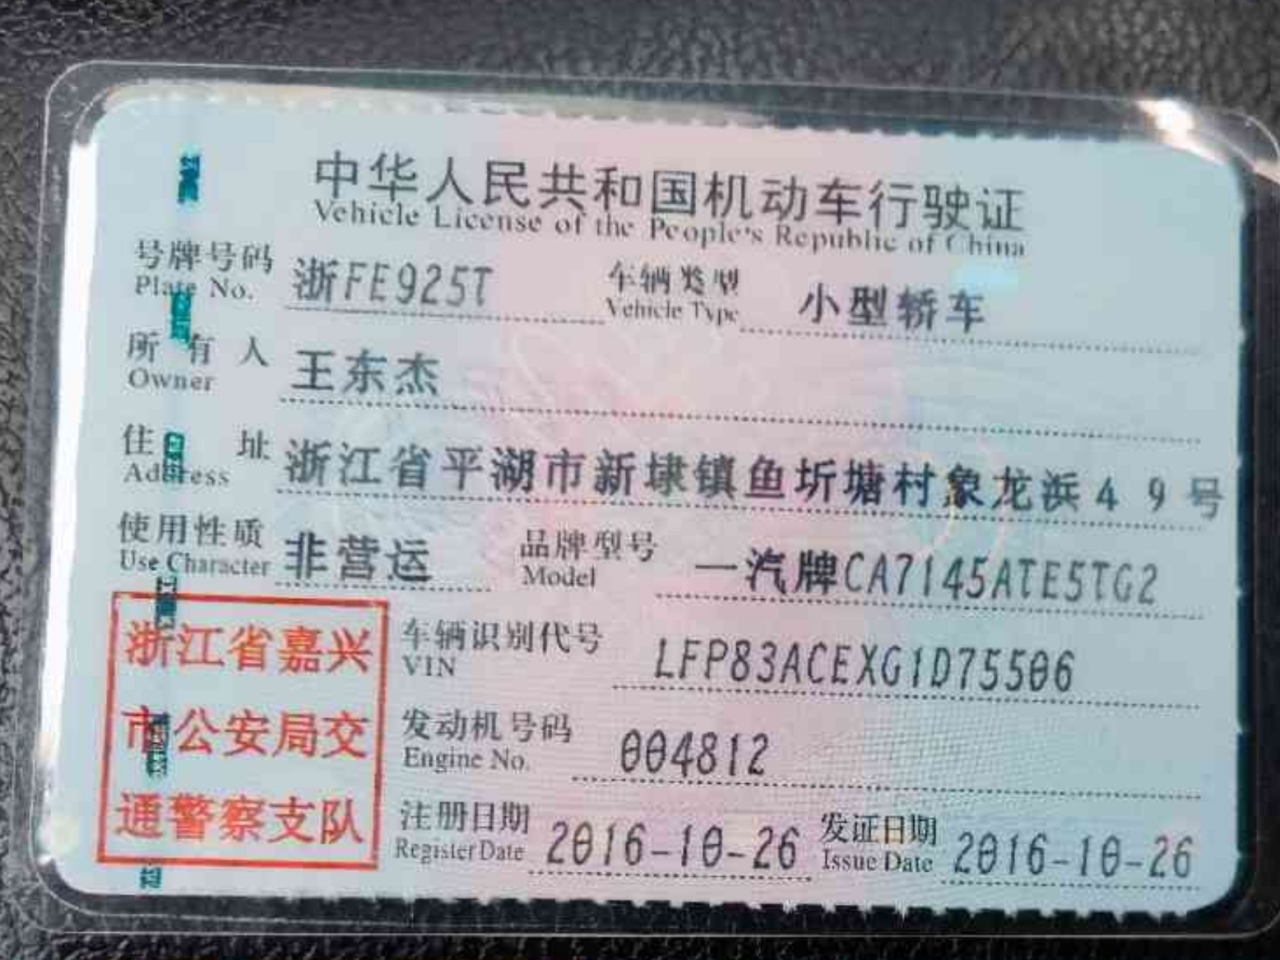 中华人民共和国机动车行驶证
Vehicle License of the People's Republic of China
号牌号码 浙FE925T 车辆类型 小型轿车
Plate No. Vehicle Type
所有人 王东杰
Owner
住址 浙江省平湖市新埭镇鱼圻塘村象龙浜49号
Address
使用性质 非营运 品牌型号 一汽牌CA7145ATE5TG2
Use Character Model
浙江省嘉兴
市公安局交
通警察支队
车辆识别代号 LFP83ACEXG1D75506
VIN
发动机号码 004812
Engine No.
注册日期 2016-10-26 发证日期 2016-10-26
Register Date Issue Date